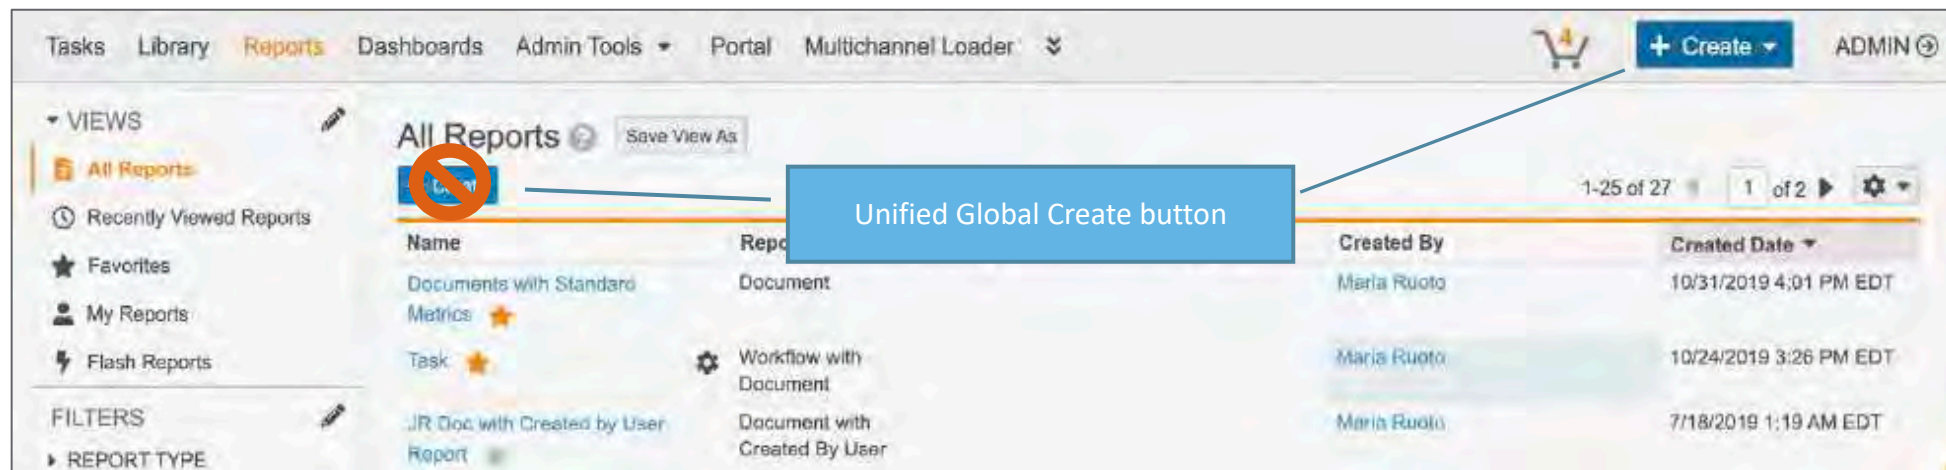 Tasks Library Reports Dashboards Admin Tools Portal Multichannel Loader 4 + Create ADMIN
VIEWS
All Reports Save View As
All Reports
1-25 of 27 1 of 2
Unified Global Create button
Recently Viewed Reports
Name Created By Created Date
Favorites
Documents with Standard Document Maria Ruoto 10/31/2019 4:01 PM EDT
My Reports
Metrics
Flash Reports
Task Workflow with Maria Ruoto 10/24/2019 3:26 PM EDT
Document
FILTERS
JR Doc with Created by User Document with Maria Ruoto 7/18/2019 1:19 AM EDT
REPORT TYPE
Report Created By User